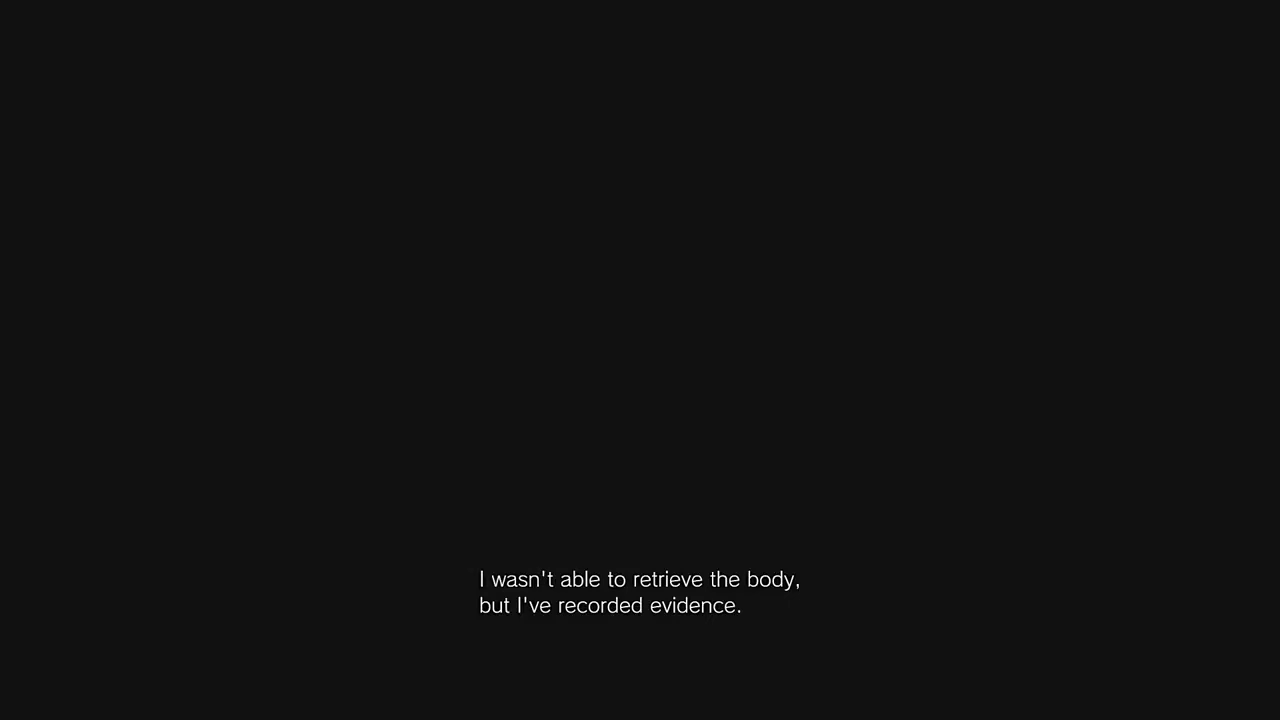 I wasn't able to retrieve the body,
but I've recorded evidence.